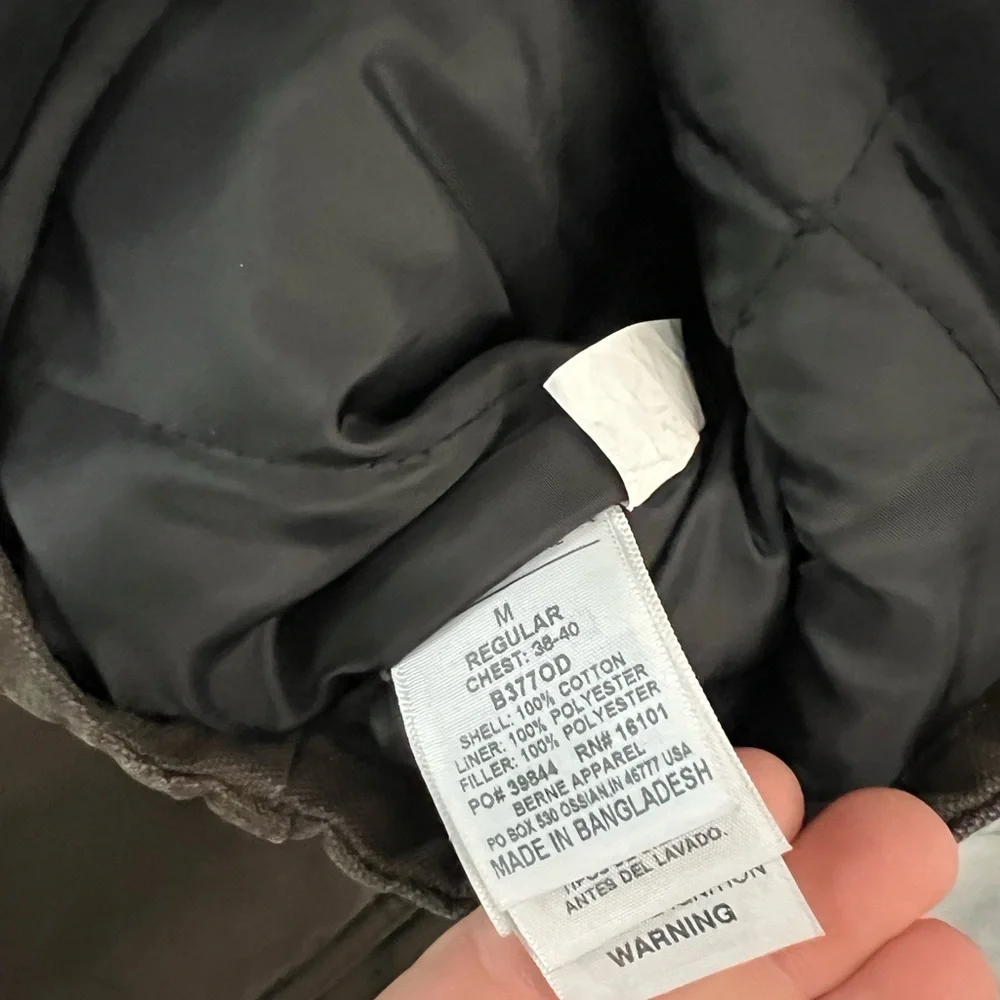 M
REGULAR
CHEST: 38-40
B377OD
SHELL: 100% COTTON
LINER: 100% POLYESTER
FILLER: 100% POLYESTER
PO# 39844 RN# 16101
BERNE APPAREL
PO BOX 530 OSSIAN,IN 46777 USA
MADE IN BANGLADESH
ANTES DEL LAVADO.
WARNING